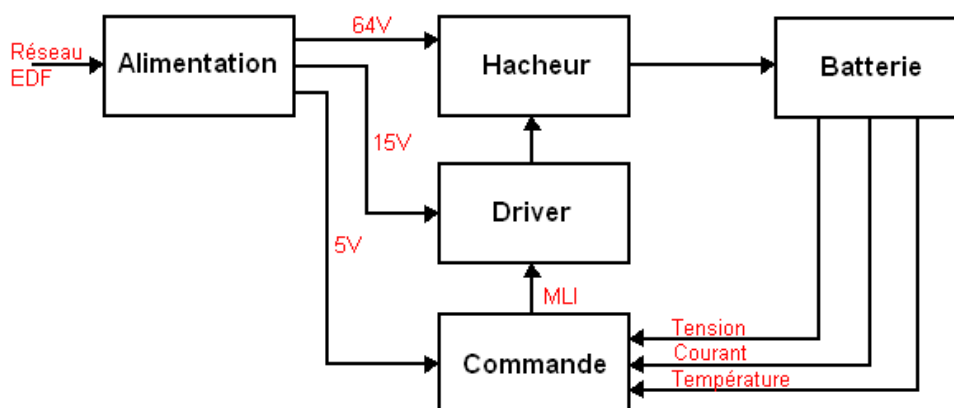 64V
Réseau
EDF
Alimentation
Hacheur
Batterie
15V
Driver
5V
MLI
Commande
Tension
Courant
Température